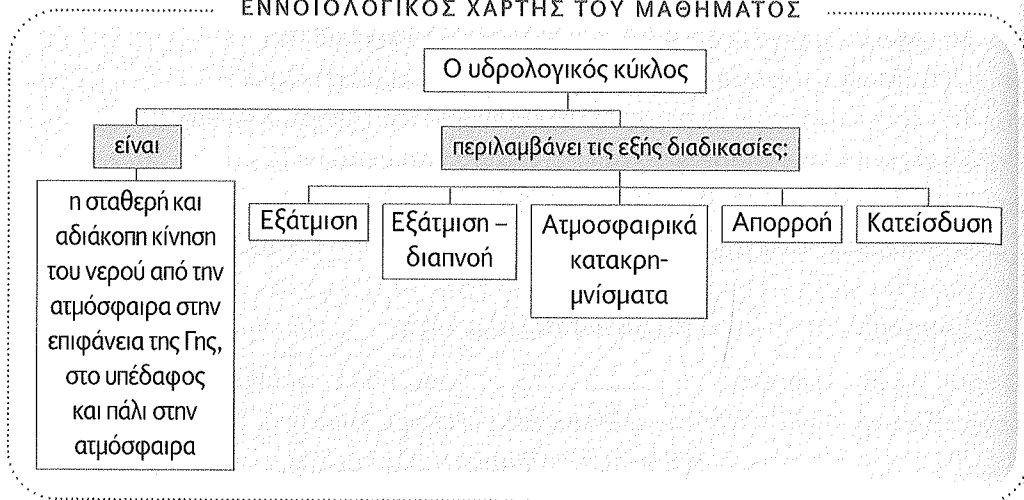 ΕΝΝΟΙΟΛΟΓΙΚΟΣ ΧΑΡΤΗΣ ΤΟΥ ΜΑΘΗΜΑΤΟΣ
Ο υδρολογικός κύκλος
είναι
η σταθερή και
αδιάκοπη κίνηση
του νερού από την
ατμόσφαιρα στην
επιφάνεια της Γης,
στο υπέδαφος
και πάλι στην
ατμόσφαιρα
περιλαμβάνει τις εξής διαδικασίες:
Εξάτμιση
Εξάτμιση –
διαπνοή
Ατμοσφαιρικά
κατακρη-
μνίσματα
Απορροή
Κατείσδυση